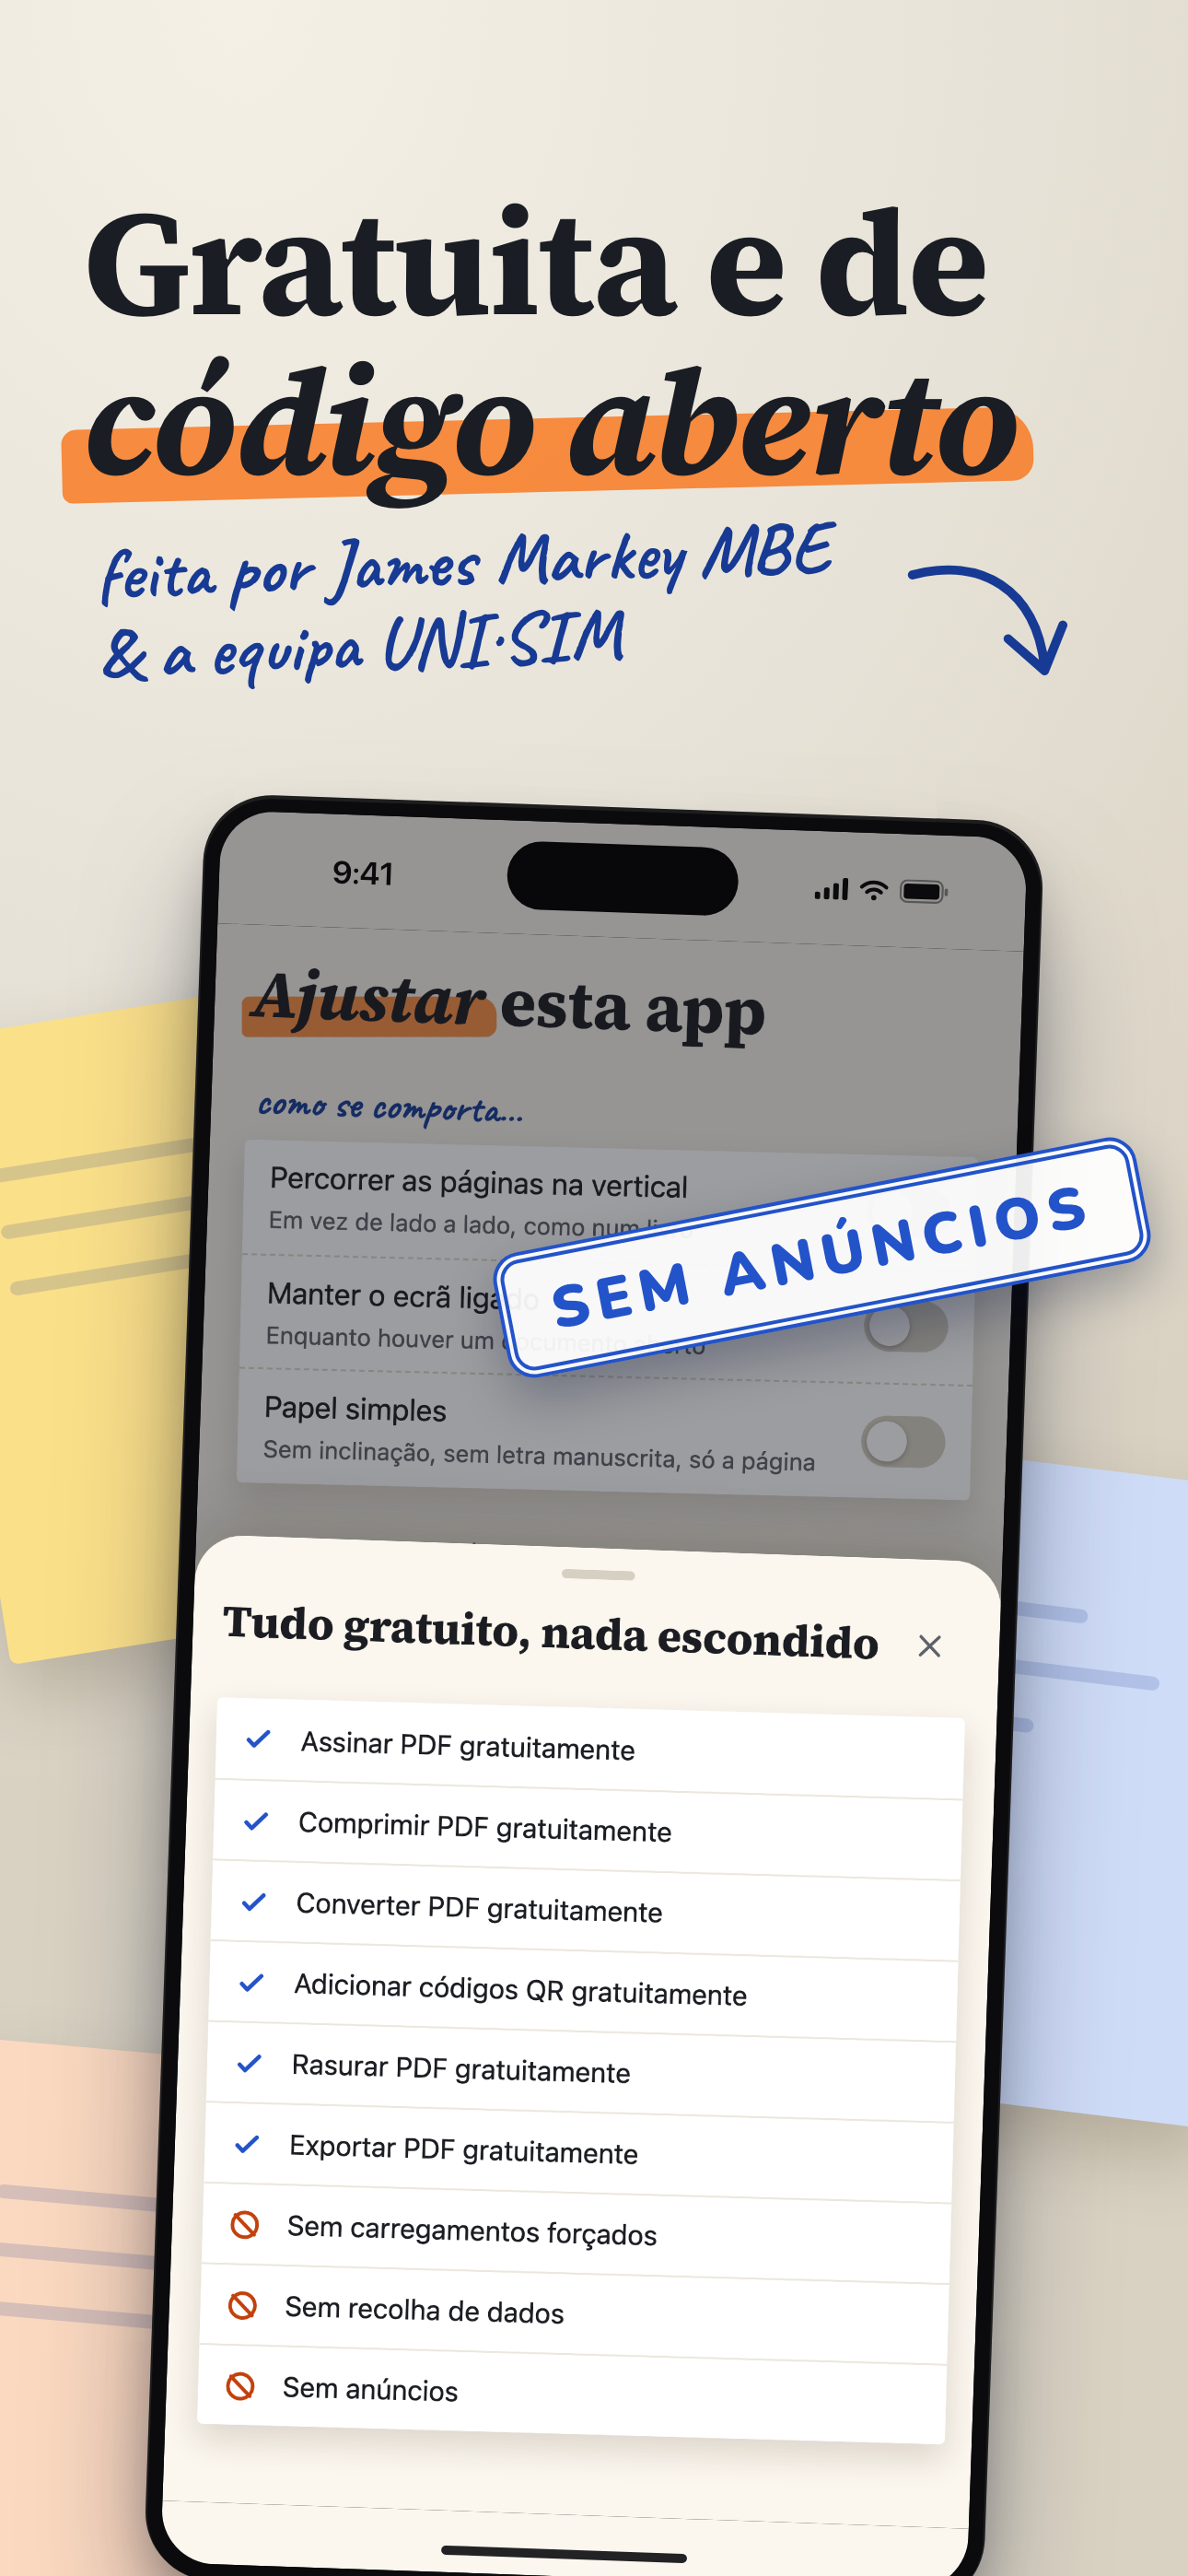 Gratuita e de
código aberto
feita por James Markey MBE
& a equipa UNI·SIM
9:41
Ajustar esta app
como se comporta...
Percorrer as páginas na vertical
Em vez de lado a lado, como num livro
SEM ANÚNCIOS
Manter o ecrã ligado
Enquanto houver um documento aberto
Papel simples
Sem inclinação, sem letra manuscrita, só a página
Tudo gratuito, nada escondido
Assinar PDF gratuitamente
Comprimir PDF gratuitamente
Converter PDF gratuitamente
Adicionar códigos QR gratuitamente
Rasurar PDF gratuitamente
Exportar PDF gratuitamente
Sem carregamentos forçados
Sem recolha de dados
Sem anúncios